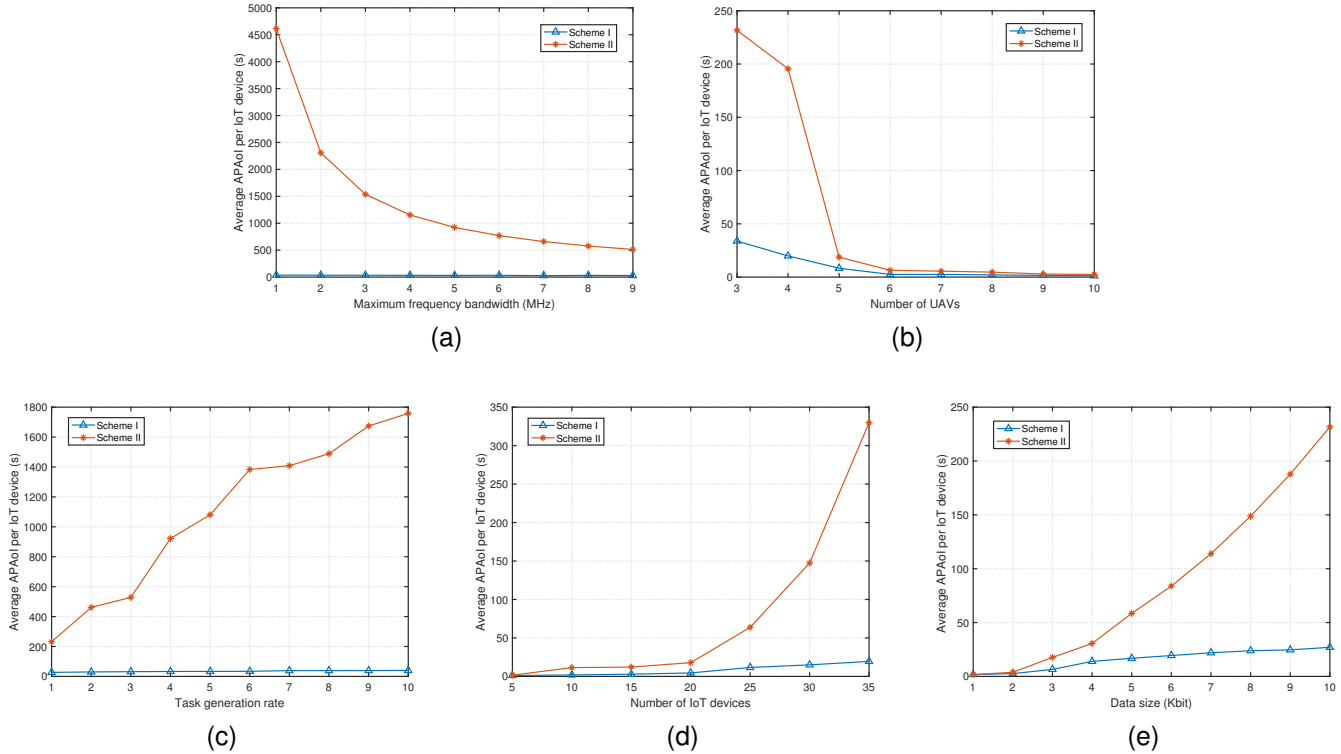 5000
4500
4000
3500
3000
2500
2000
1500
1000
500
0
Average APAoI per IoT device (s)
Scheme I
Scheme II
1 2 3 4 5 6 7 8 9
Maximum frequency bandwidth (MHz)
(a)
250
200
150
100
50
0
Average APAoI per IoT device (s)
Scheme I
Scheme II
3 4 5 6 7 8 9 10
Number of UAVs
(b)
1800
1600
1400
1200
1000
800
600
400
200
0
Average APAoI per IoT device (s)
Scheme I
Scheme II
1 2 3 4 5 6 7 8 9 10
Task generation rate
(c)
350
300
250
200
150
100
50
0
Average APAoI per IoT device (s)
Scheme I
Scheme II
5 10 15 20 25 30 35
Number of IoT devices
(d)
250
200
150
100
50
0
Average APAoI per IoT device (s)
Scheme I
Scheme II
1 2 3 4 5 6 7 8 9 10
Data size (Kbit)
(e)